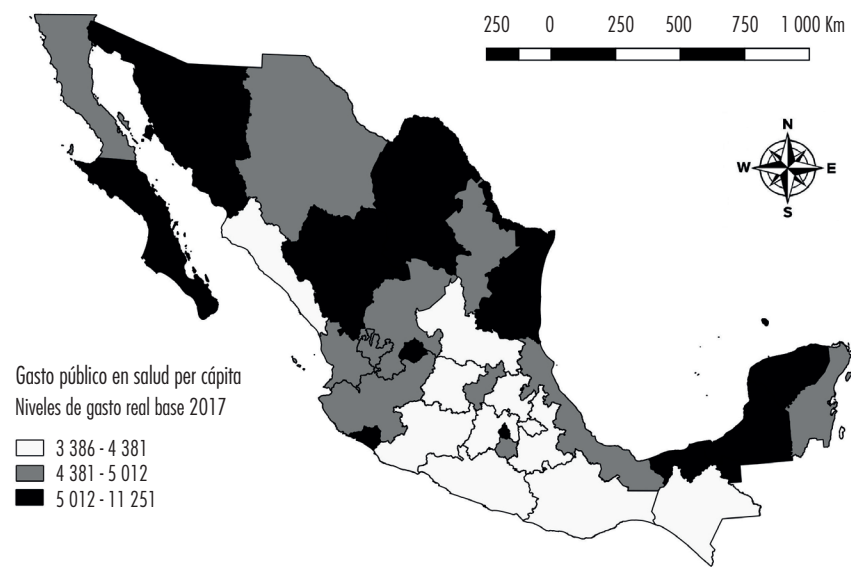 250 0 250 500 750 1 000 Km
N
W E
S
Gasto público en salud per cápita
Niveles de gasto real base 2017
3 386 - 4 381
4 381 - 5 012
5 012 - 11 251